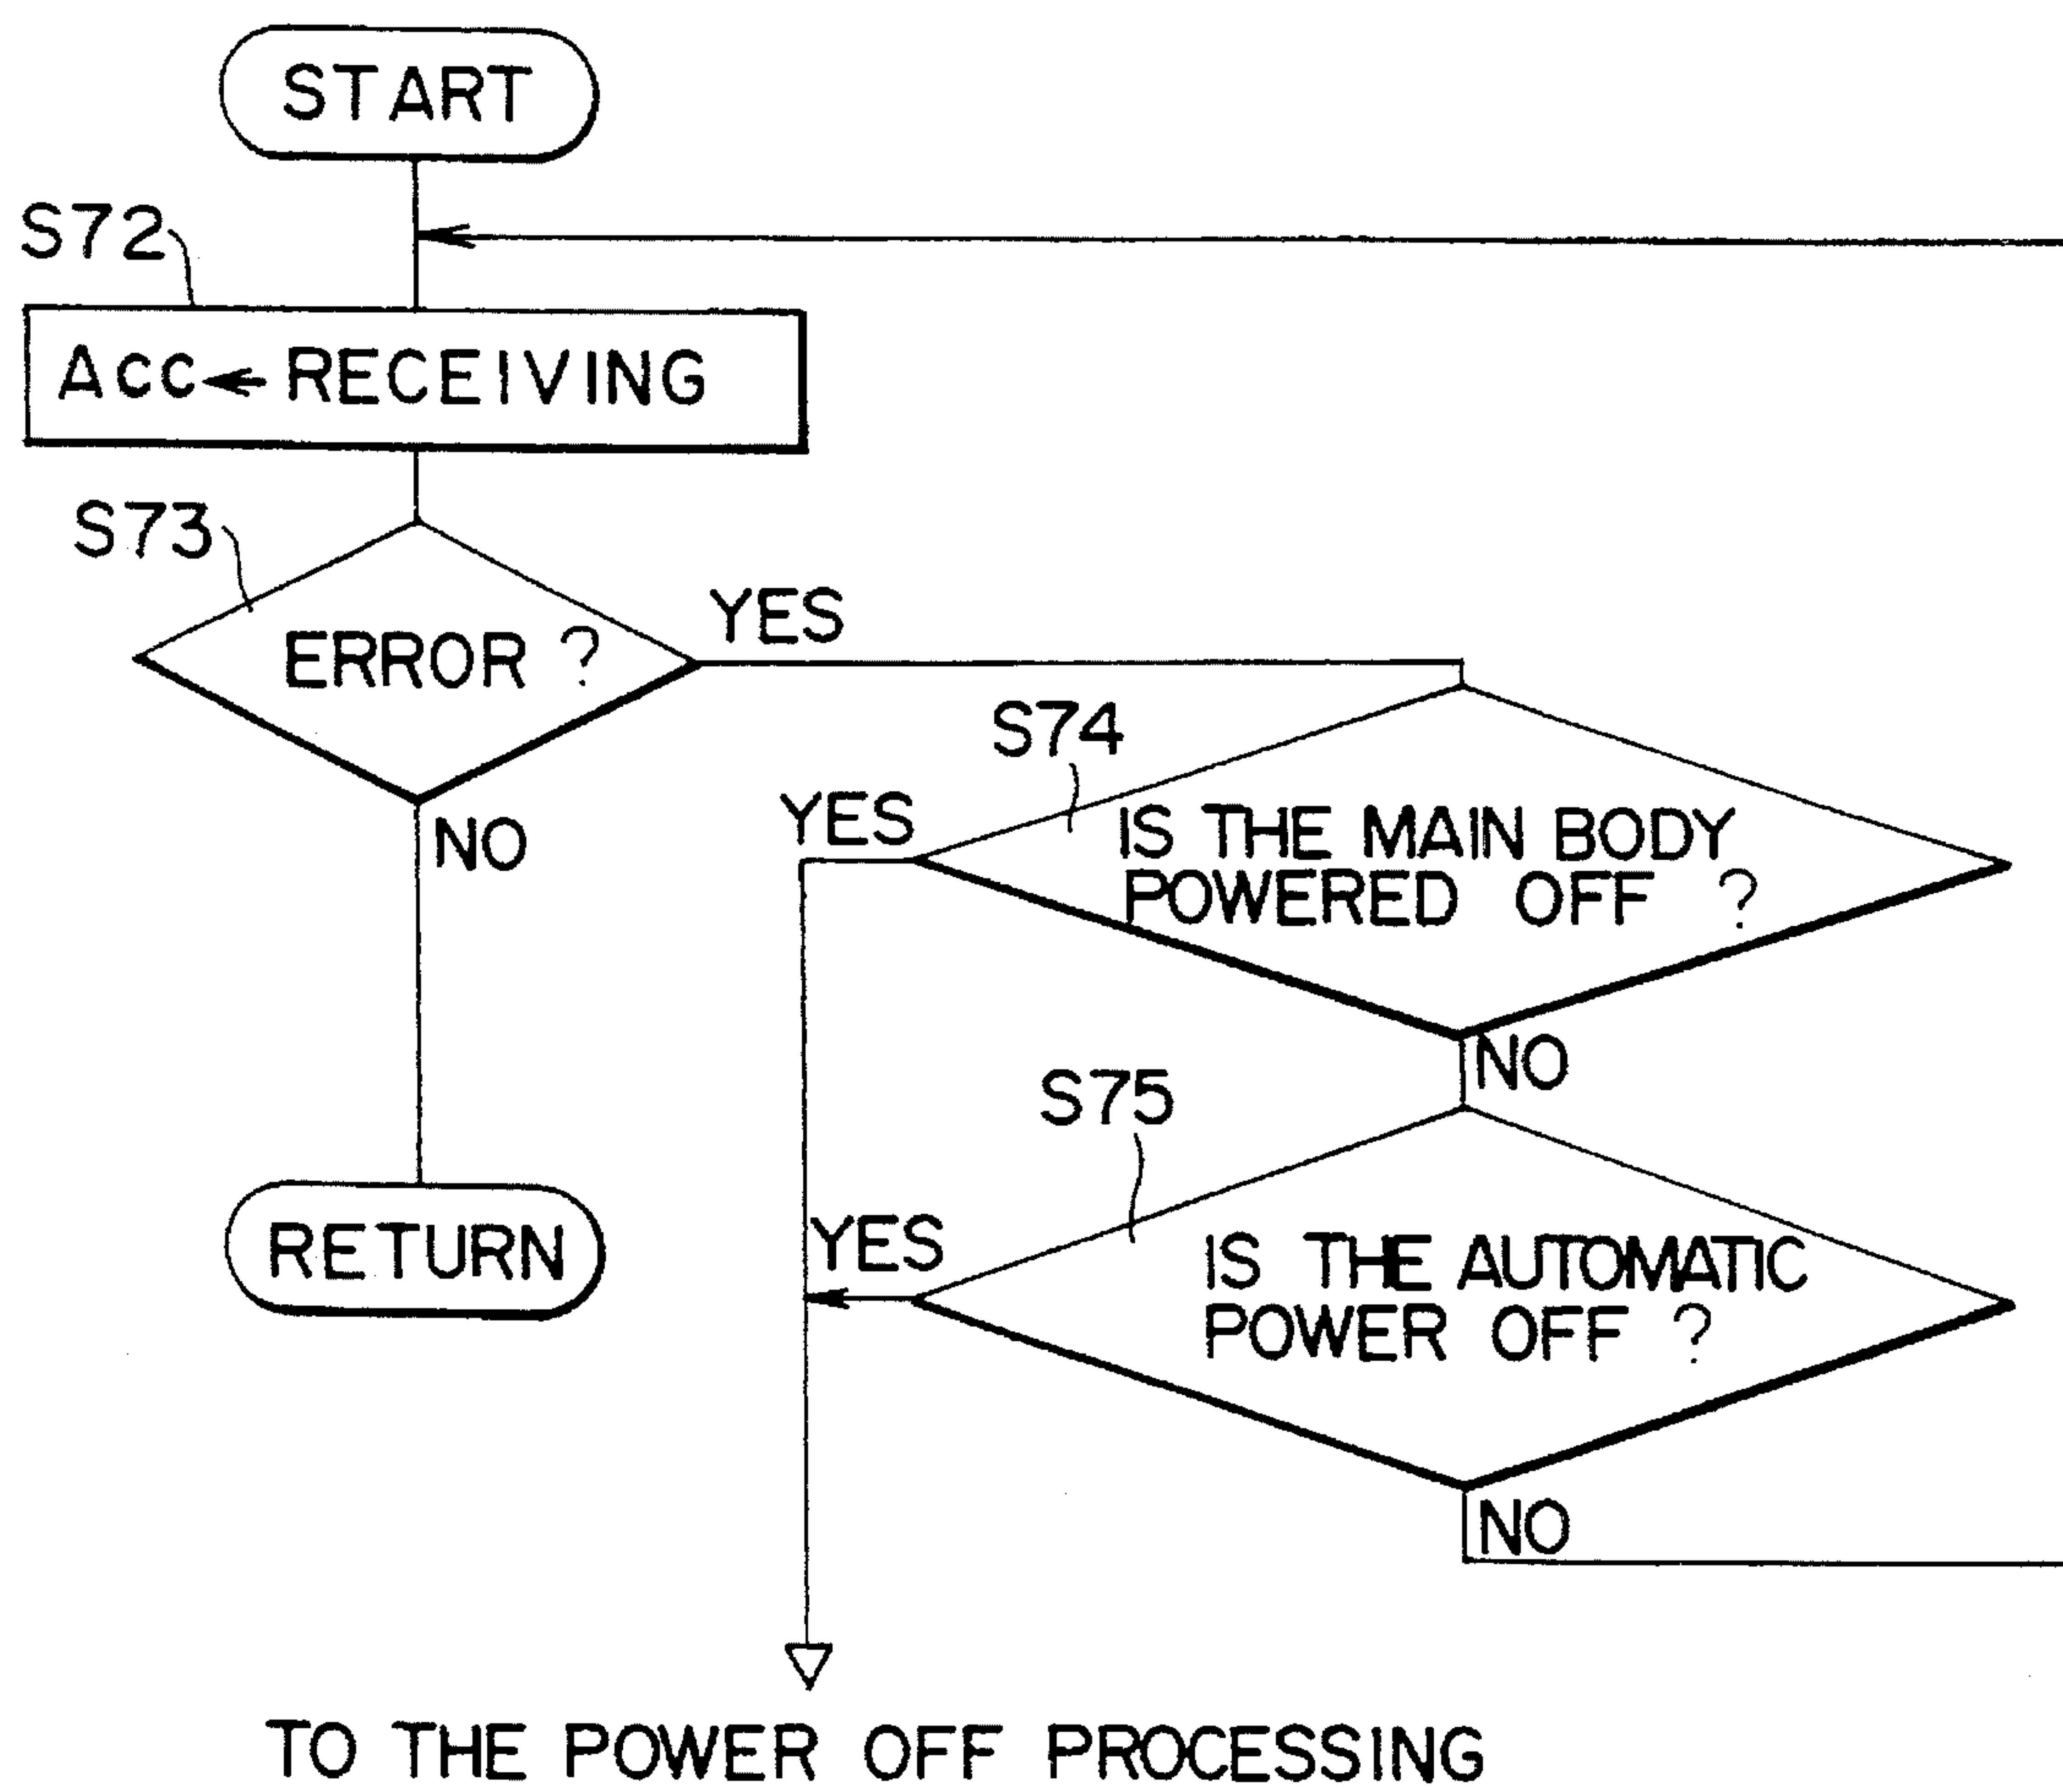 START
S72
Acc← RECEIVING
S73
ERROR ?
YES
NO
S74
YES
IS THE MAIN BODY
POWERED OFF ?
NO
S75
YES
IS THE AUTOMATIC
POWER OFF ?
NO
RETURN
TO THE POWER OFF PROCESSING